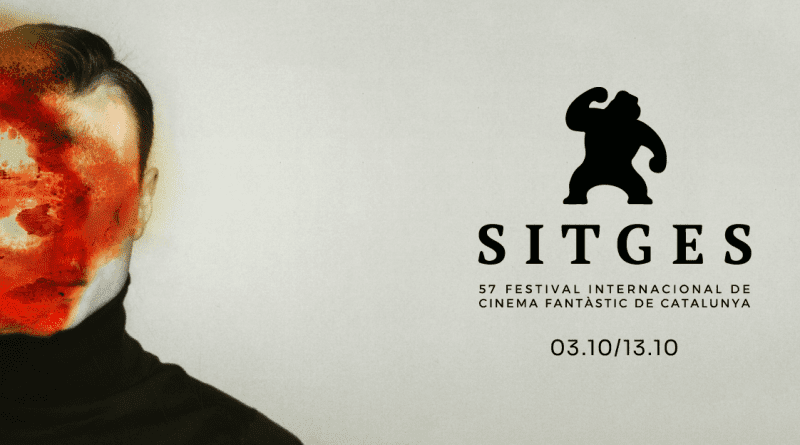 SITGES
57 FESTIVAL INTERNACIONAL DE
CINEMA FANTÀSTIC DE CATALUNYA
03.10/13.10